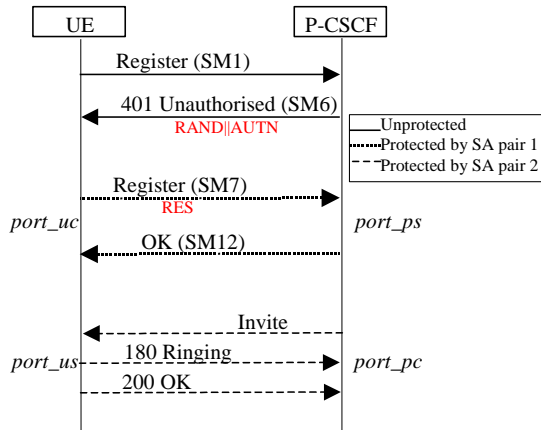 UE
P-CSCF
Register (SM1)
401 Unauthorised (SM6)
RAND||AUTN
Unprotected
Protected by SA pair 1
Protected by SA pair 2
Register (SM7)
RES
port_uc
port_ps
OK (SM12)
Invite
port_us
180 Ringing
port_pc
200 OK